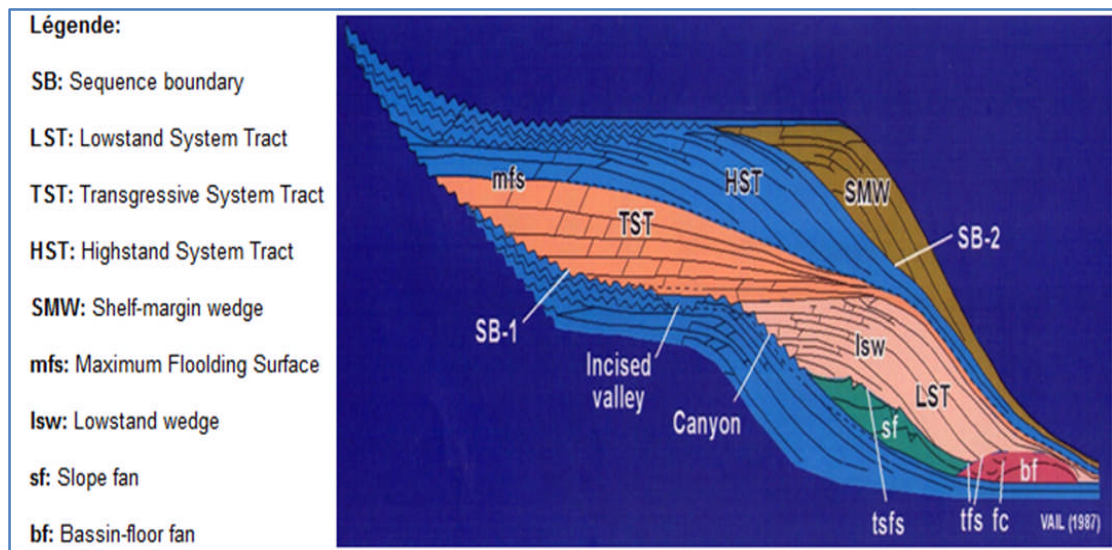 Légende:
SB: Sequence boundary
LST: Lowstand System Tract
TST: Transgressive System Tract
HST: Highstand System Tract
SMW: Shelf-margin wedge
mfs: Maximum Floolding Surface
lsw: Lowstand wedge
sf: Slope fan
bf: Bassin-floor fan
mfs
HST
SMW
TST
SB-2
SB-1
Incised
valley
Canyon
lsw
LST
sf
bf
tsfs
tfs
fc
VAIL (1987)